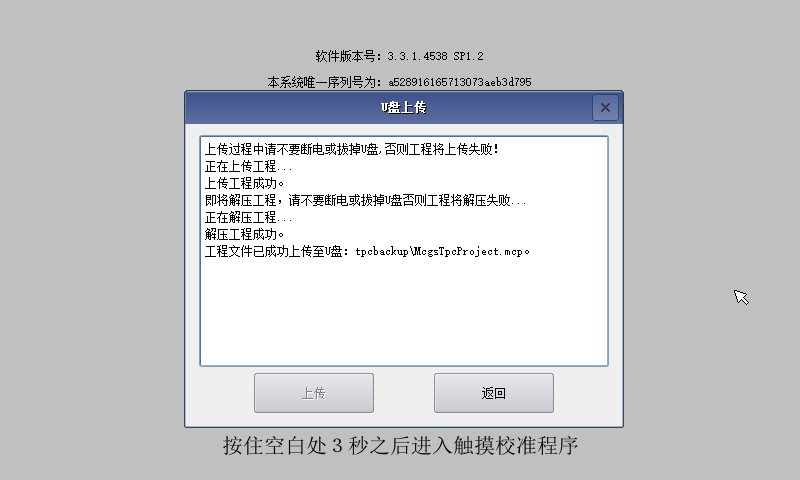 软件版本号：3.3.1.4538 SP1.2
本系统唯一序列号为：a528916165713073aeb3d795
U盘上传
上传过程中请不要断电或拔掉U盘,否则工程将上传失败!
正在上传工程...
上传工程成功。
即将解压工程，请不要断电或拔掉U盘否则工程将解压失败...
正在解压工程...
解压工程成功。
工程文件已成功上传至U盘：tpcbackup\McgsTpcProject.mcp。
上传
返回
按住空白处 3 秒之后进入触摸校准程序